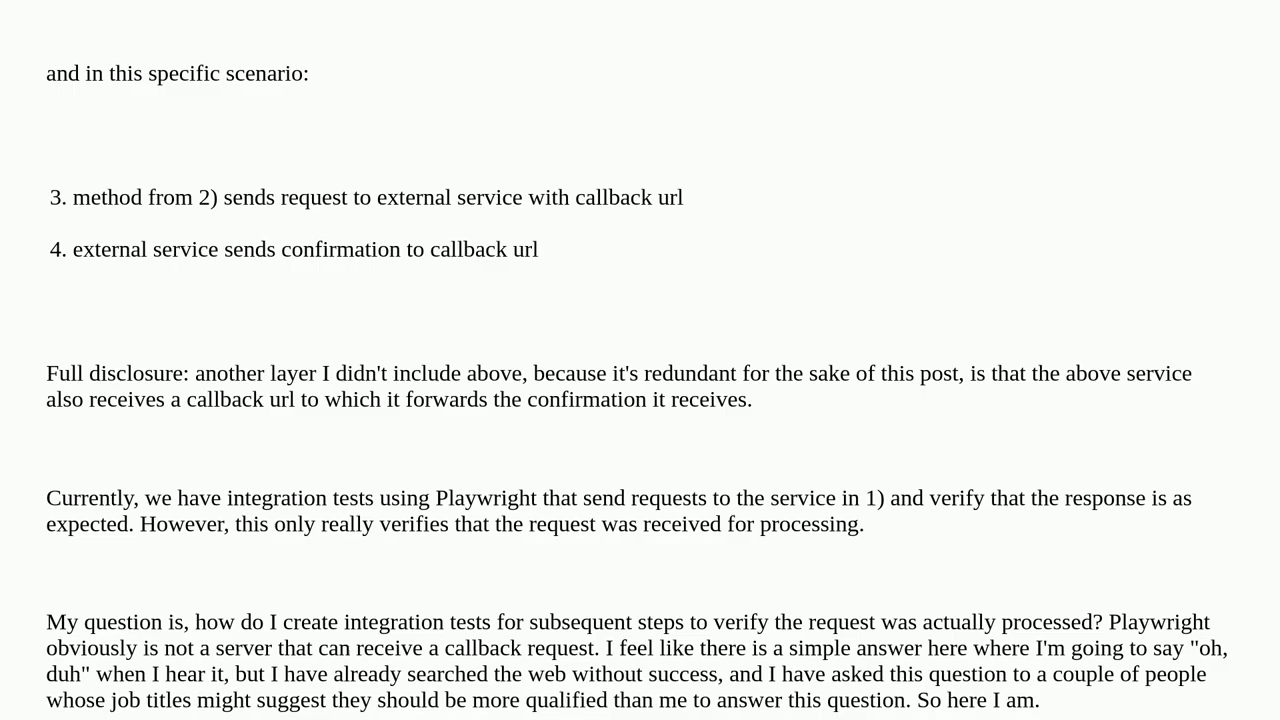 and in this specific scenario:
3. method from 2) sends request to external service with callback url
4. external service sends confirmation to callback url
Full disclosure: another layer I didn't include above, because it's redundant for the sake of this post, is that the above service
also receives a callback url to which it forwards the confirmation it receives.
Currently, we have integration tests using Playwright that send requests to the service in 1) and verify that the response is as
expected. However, this only really verifies that the request was received for processing.
My question is, how do I create integration tests for subsequent steps to verify the request was actually processed? Playwright
obviously is not a server that can receive a callback request. I feel like there is a simple answer here where I'm going to say "oh,
duh" when I hear it, but I have already searched the web without success, and I have asked this question to a couple of people
whose job titles might suggest they should be more qualified than me to answer this question. So here I am.